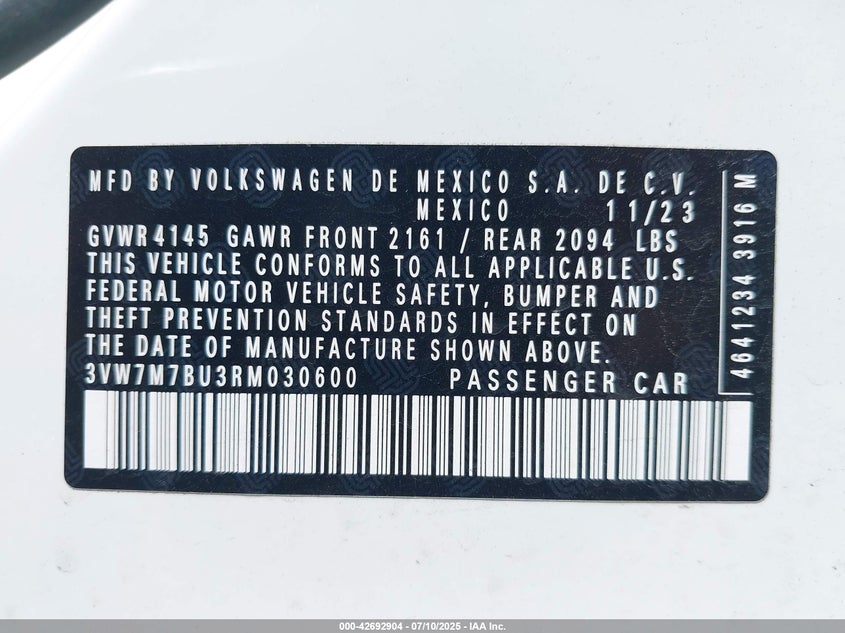 MFD BY VOLKSWAGEN DE MEXICO S.A. DE C.V.
MEXICO 11/23
GVWR 4145 GAWR FRONT 2161 / REAR 2094 LBS
THIS VEHICLE CONFORMS TO ALL APPLICABLE U.S.
FEDERAL MOTOR VEHICLE SAFETY, BUMPER AND
THEFT PREVENTION STANDARDS IN EFFECT ON
THE DATE OF MANUFACTURE SHOWN ABOVE.
3VW7M7BU3RM030600 PASSENGER CAR
4641234 3916 M
000-42692904 - 07/10/2025 - IAA Inc.